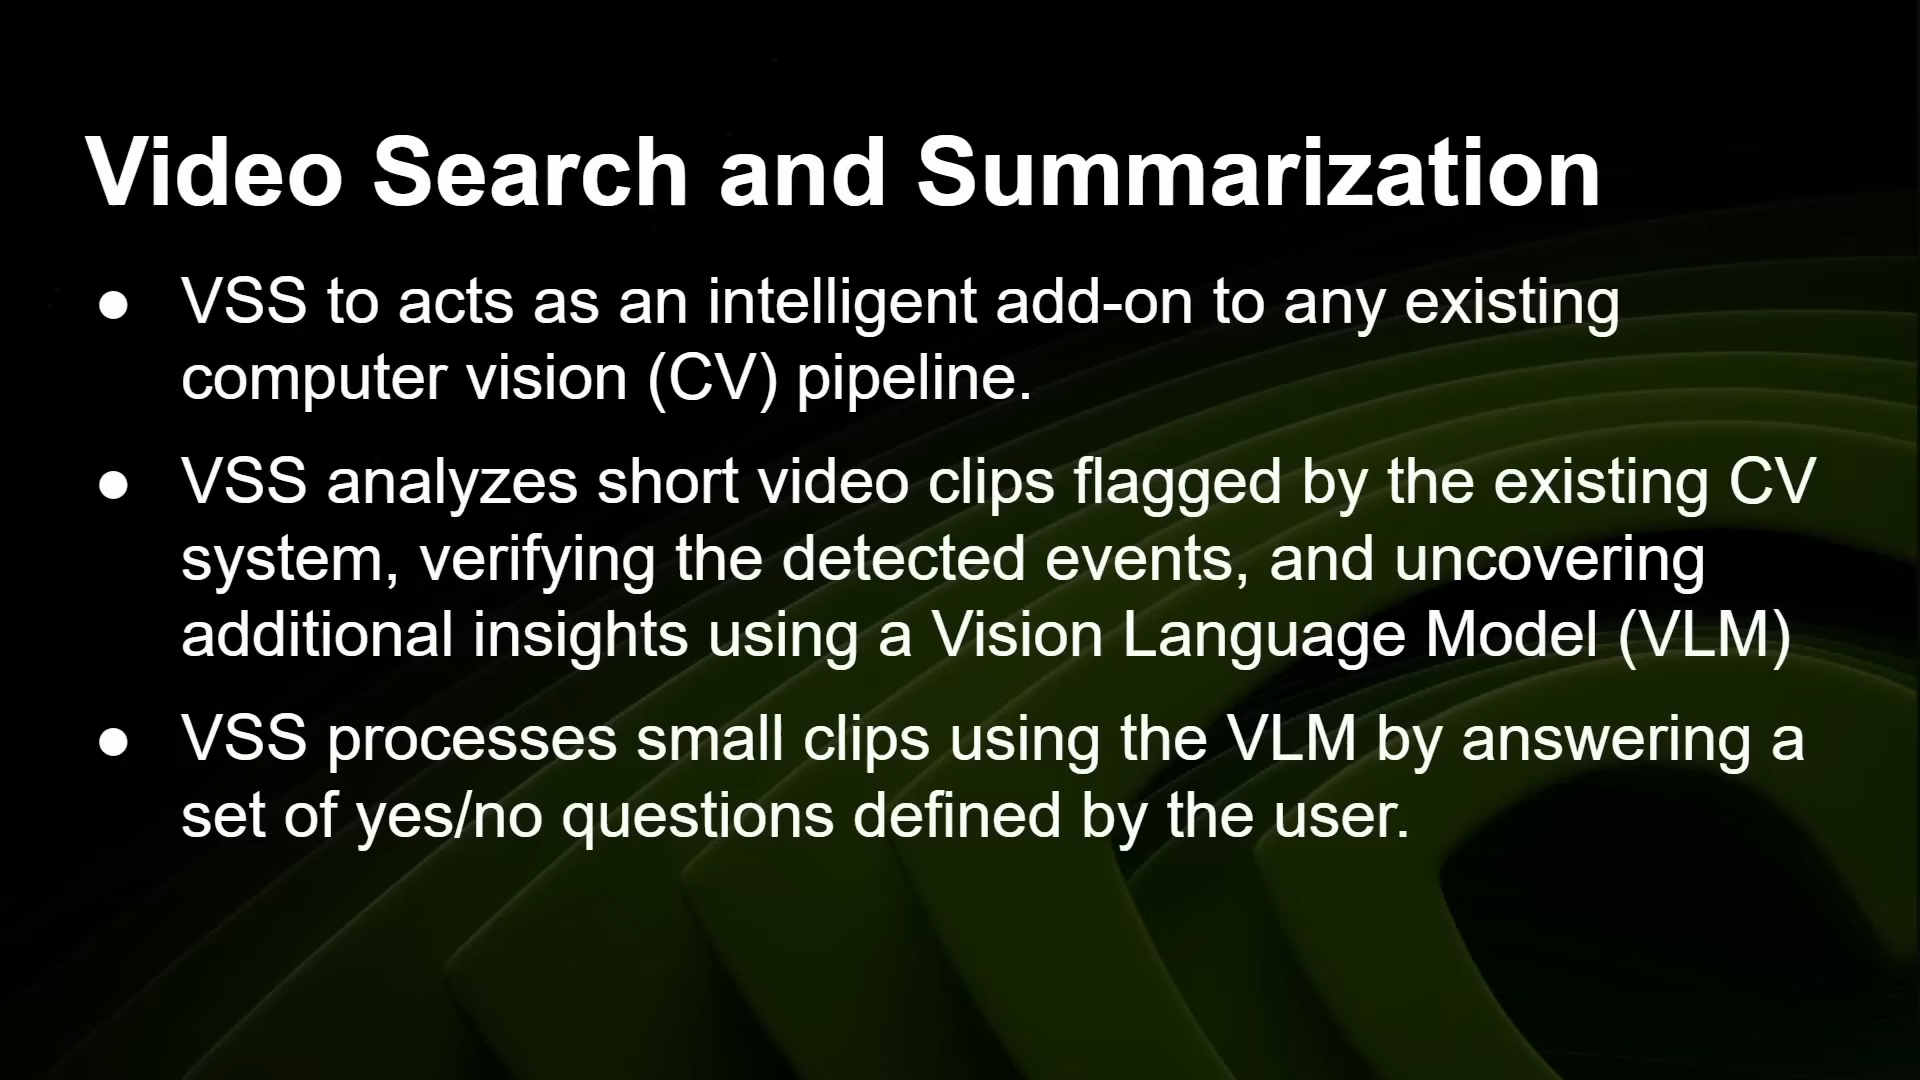 Video Search and Summarization
● VSS to acts as an intelligent add-on to any existing
computer vision (CV) pipeline.
● VSS analyzes short video clips flagged by the existing CV
system, verifying the detected events, and uncovering
additional insights using a Vision Language Model (VLM)
● VSS processes small clips using the VLM by answering a
set of yes/no questions defined by the user.